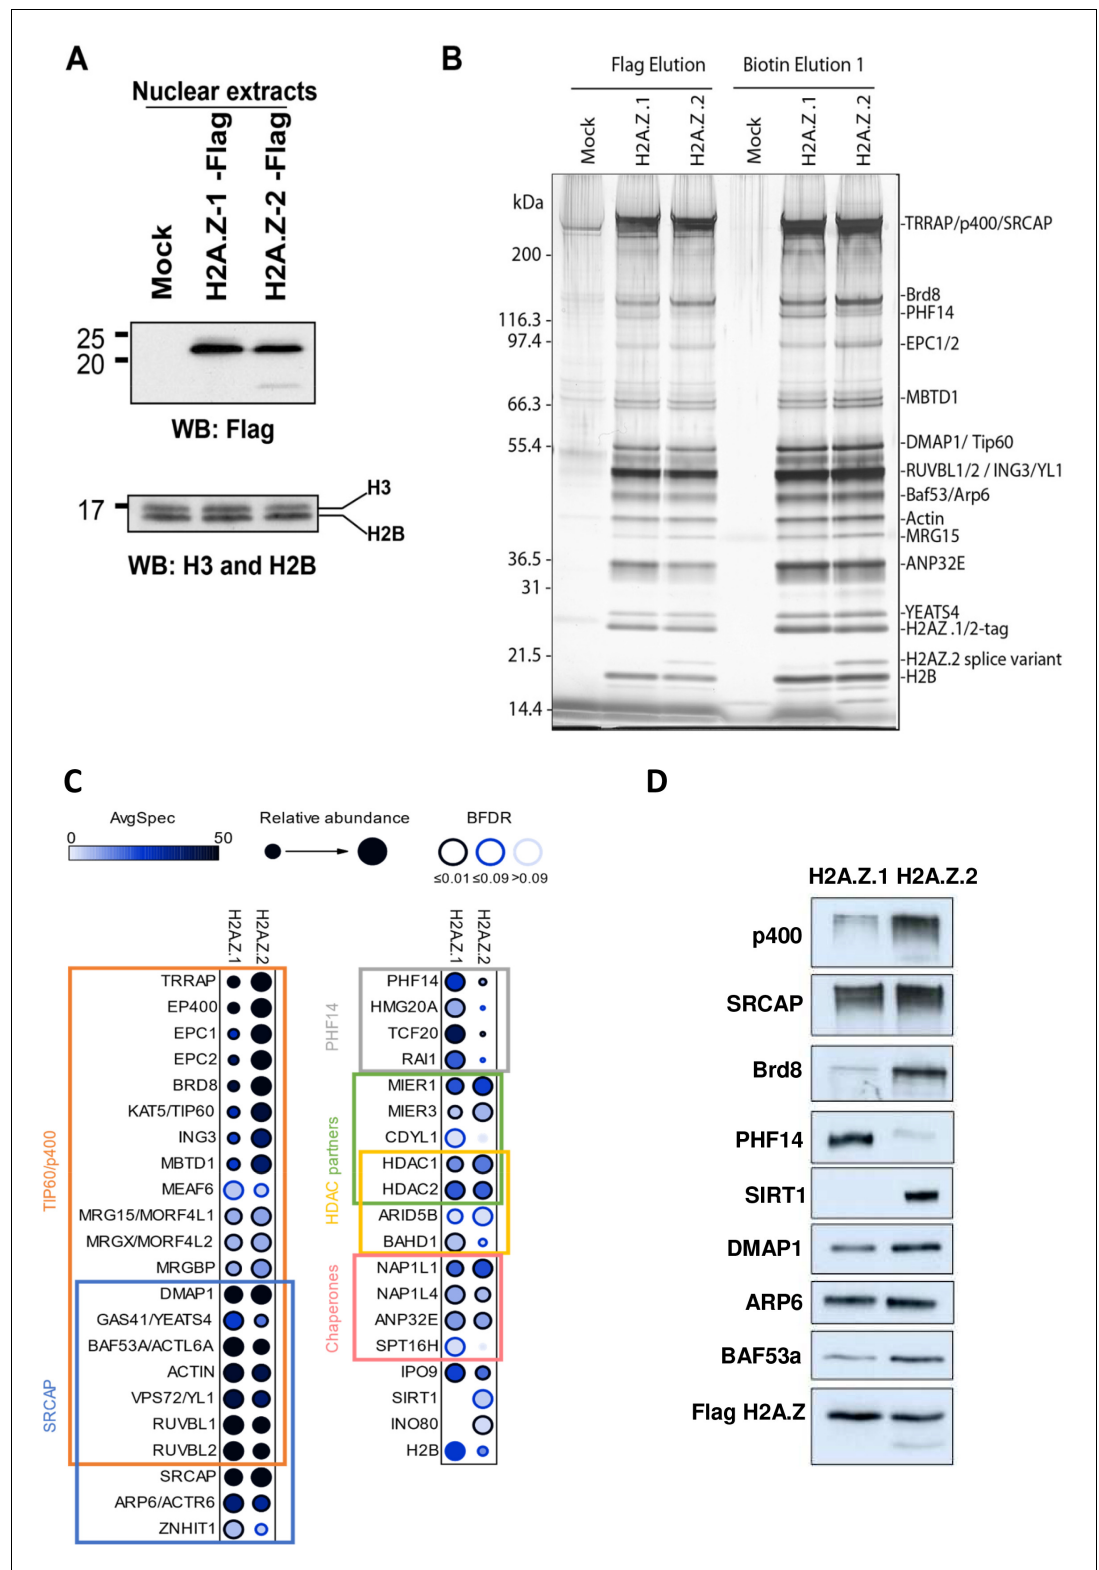 A
Nuclear extracts
Mock
H2A.Z-1 -Flag
H2A.Z-2 -Flag
25
20
WB: Flag
17
H3
H2B
WB: H3 and H2B
B
Flag Elution
Biotin Elution 1
Mock
H2A.Z.1
H2A.Z.2
Mock
H2A.Z.1
H2A.Z.2
kDa
200 -
116.3 -
97.4 -
66.3 -
55.4 -
36.5 -
31 -
21.5 -
14.4 -
-TRRAP/p400/SRCAP
-Brd8
-PHF14
-EPC1/2
-MBTD1
-DMAP1/ Tip60
-RUVBL1/2 / ING3/YL1
-Baf53/Arp6
-Actin
-MRG15
-ANP32E
-YEATS4
-H2AZ .1/2-tag
-H2AZ.2 splice variant
-H2B
C
AvgSpec
0
50
Relative abundance
BFDR
≤0.01 ≤0.09 >0.09
H2A.Z.1
H2A.Z.2
TIP60/p400
SRCAP
TRRAP
EP400
EPC1
EPC2
BRD8
KAT5/TIP60
ING3
MBTD1
MEAF6
MRG15/MORF4L1
MRGX/MORF4L2
MRGBP
DMAP1
GAS41/YEATS4
BAF53A/ACTL6A
ACTIN
VPS72/YL1
RUVBL1
RUVBL2
SRCAP
ARP6/ACTR6
ZNHIT1
H2A.Z.1
H2A.Z.2
PHF14
HDAC partners
Chaperones
PHF14
HMG20A
TCF20
RAI1
MIER1
MIER3
CDYL1
HDAC1
HDAC2
ARID5B
BAHD1
NAP1L1
NAP1L4
ANP32E
SPT16H
IPO9
SIRT1
INO80
H2B
D
H2A.Z.1 H2A.Z.2
p400
SRCAP
Brd8
PHF14
SIRT1
DMAP1
ARP6
BAF53a
Flag H2A.Z